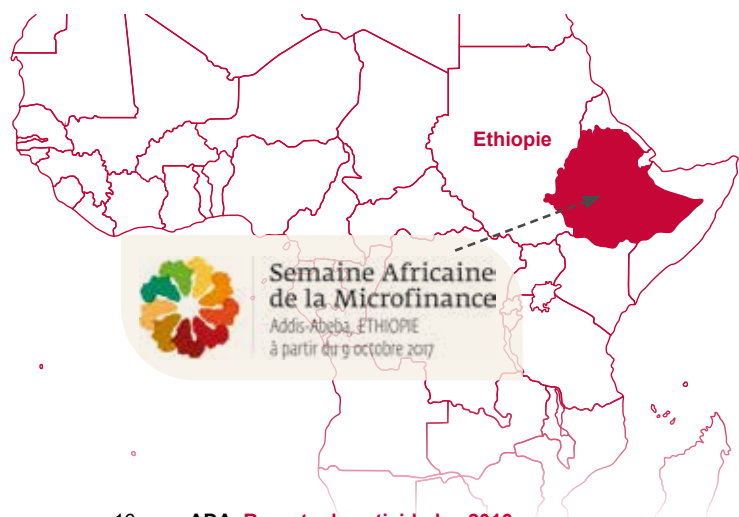 Ethiopie
Semaine Africaine
de la Microfinance
Addis-Abeba, ETHIOPIE
à partir du 9 octobre 2017
ADA